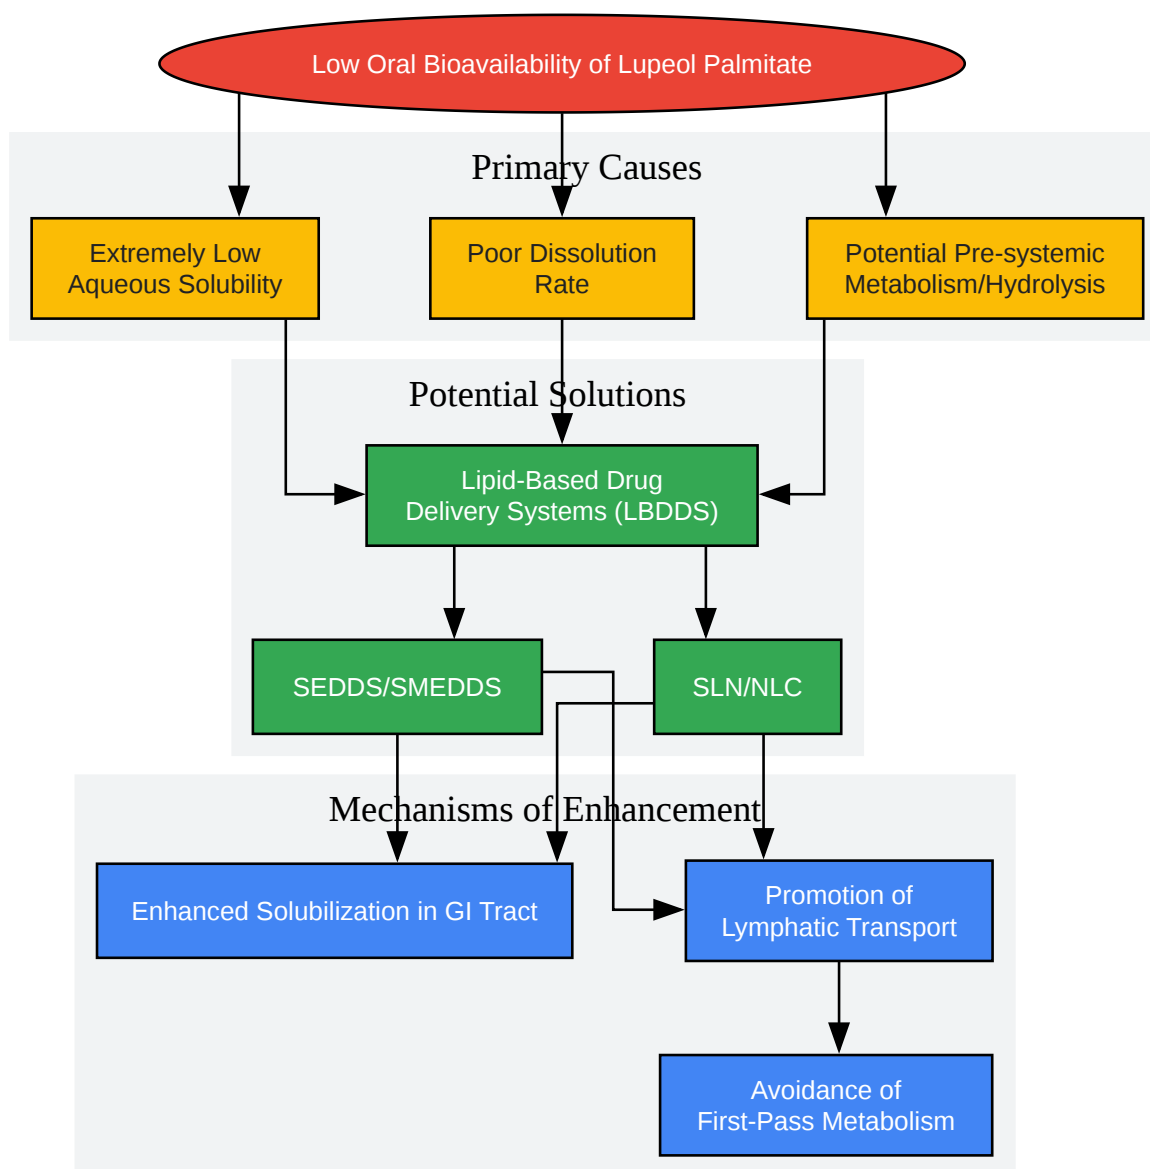 Low Oral Bioavailability of Lupeol Palmitate
Primary Causes
Extremely Low
Aqueous Solubility
Poor Dissolution
Rate
Potential Pre-systemic
Metabolism/Hydrolysis
Potential Solutions
Lipid-Based Drug
Delivery Systems (LBDDS)
SEDDS/SMEDDS
SLN/NLC
Mechanisms of Enhancement
Enhanced Solubilization in GI Tract
Promotion of
Lymphatic Transport
Avoidance of
First-Pass Metabolism